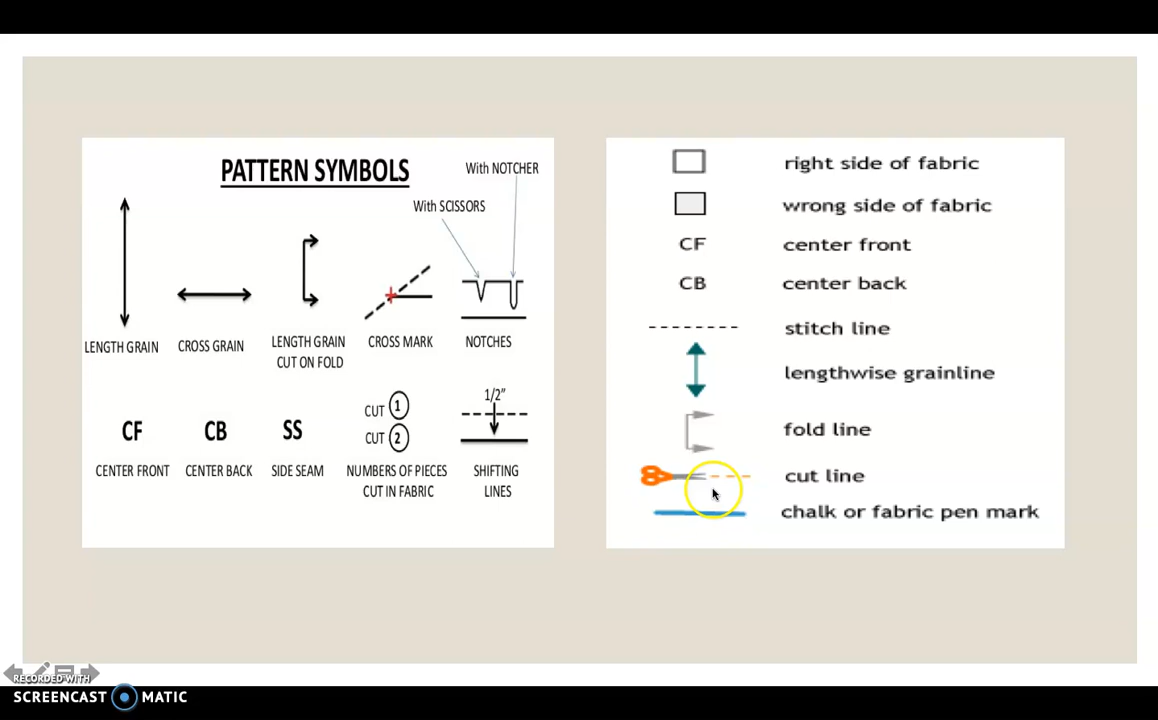 PATTERN SYMBOLS
With NOTCHER
With SCISSORS
LENGTH GRAIN
CROSS GRAIN
LENGTH GRAIN
CUT ON FOLD
CROSS MARK
NOTCHES
CF
CENTER FRONT
CB
CENTER BACK
SS
SIDE SEAM
CUT 1
CUT 2
NUMBERS OF PIECES
CUT IN FABRIC
1/2"
SHIFTING
LINES
right side of fabric
wrong side of fabric
CF center front
CB center back
stitch line
lengthwise grainline
fold line
cut line
chalk or fabric pen mark
RECORDED WITH
SCREENCAST MATIC